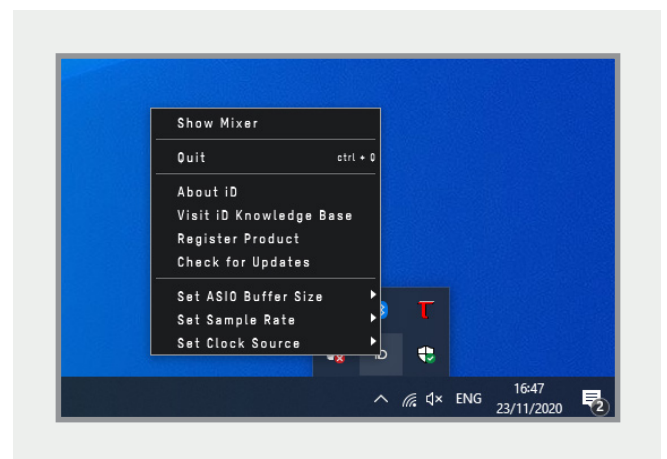 Show Mixer
Quit ctrl + Q
About iD
Visit iD Knowledge Base
Register Product
Check for Updates
Set ASIO Buffer Size
Set Sample Rate
Set Clock Source
ENG
16:47
23/11/2020
2